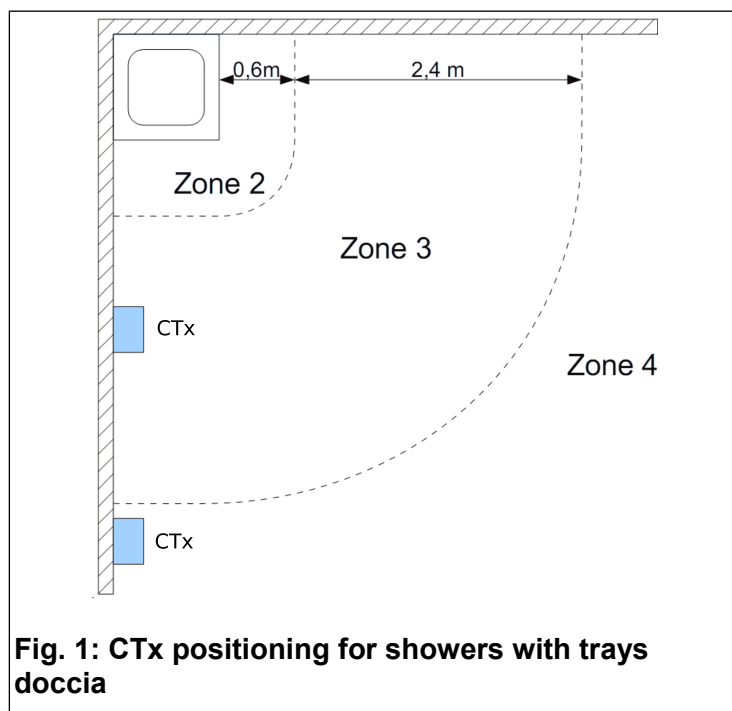 0,6m
2,4 m
Zone 2
Zone 3
CTx
Zone 4
CTx
Fig. 1: CTx positioning for showers with trays
doccia